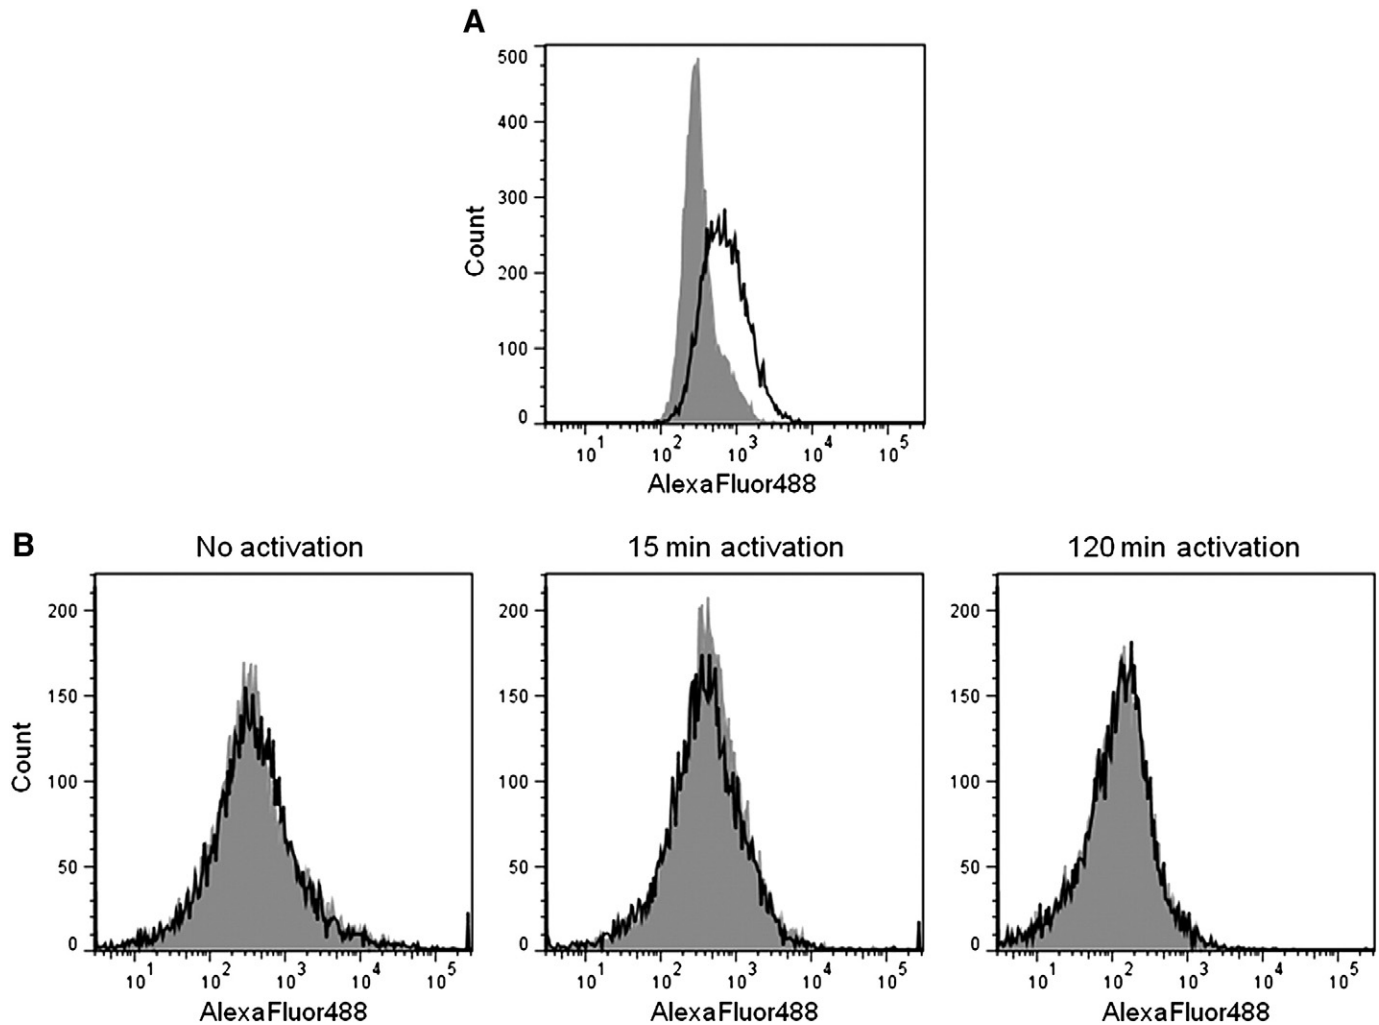 A
500
400
300
200
100
0
Count
10^1 10^2 10^3 10^4 10^5
AlexaFluor488
B
No activation 15 min activation 120 min activation
200 200 200
150 150 150
100 100 100
50 50 50
0 0 0
Count
10^1 10^2 10^3 10^4 10^5 10^1 10^2 10^3 10^4 10^5 10^1 10^2 10^3 10^4 10^5
AlexaFluor488 AlexaFluor488 AlexaFluor488